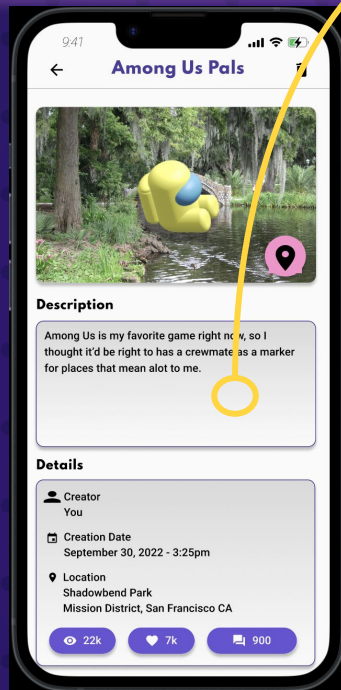 9:41
Among Us Pals
Description
Among Us is my favorite game right now, so I
thought it'd be right to has a crewmate as a marker
for places that mean alot to me.
Details
Creator
You
Creation Date
September 30, 2022 - 3:25pm
Location
Shadowbend Park
Mission District, San Francisco CA
22k
7k
900